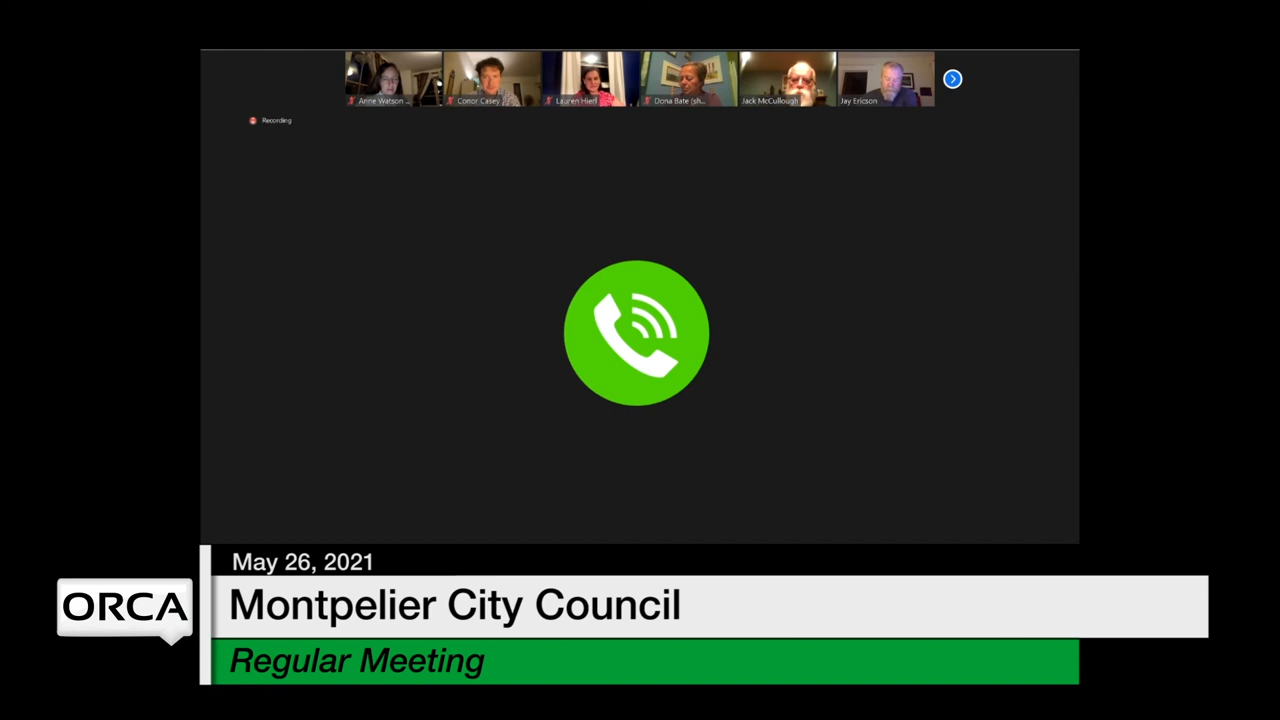 Anne Watson ...
Conor Casey
Lauren Hierl
Dona Bate (sh...
Jack McCullough
Jay Ericson
Recording
May 26, 2021
ORCA
Montpelier City Council
Regular Meeting